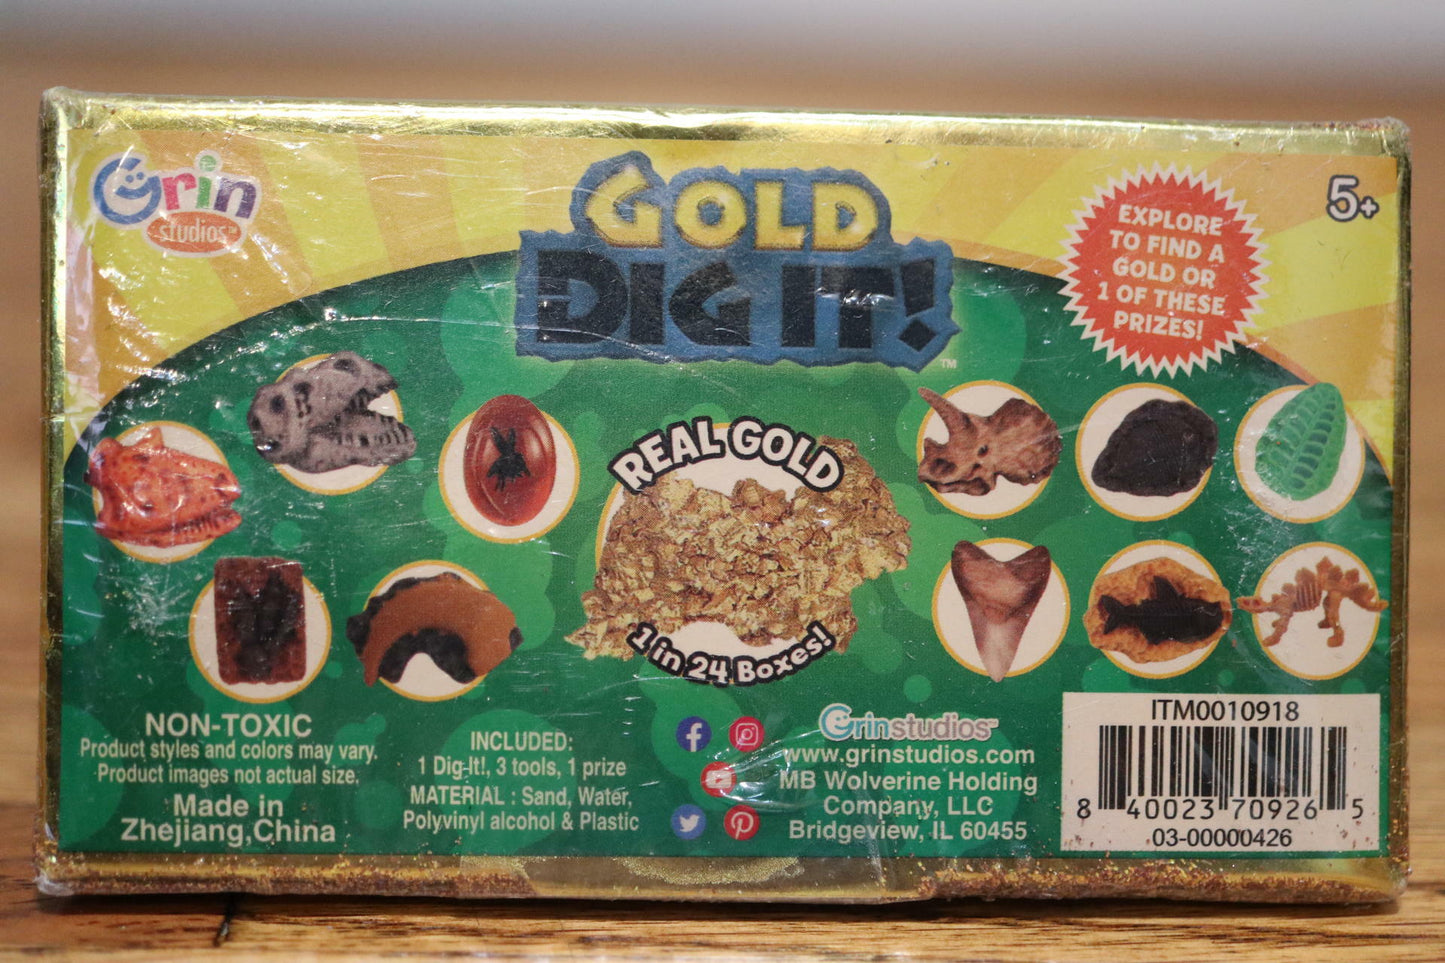 Grin
studios™
GOLD
DIG IT!
™
EXPLORE
TO FIND A
GOLD OR
1 OF THESE
PRIZES!
5+
REAL GOLD
1 in 24 Boxes!
NON-TOXIC
Product styles and colors may vary.
Product images not actual size.
Made in
Zhejiang,China
INCLUDED:
1 Dig-It!, 3 tools, 1 prize
MATERIAL : Sand, Water,
Polyvinyl alcohol & Plastic
Grinstudios™
www.grinstudios.com
MB Wolverine Holding
Company, LLC
Bridgeview, IL 60455
ITM0010918
8 40023 70926 5
03-00000426